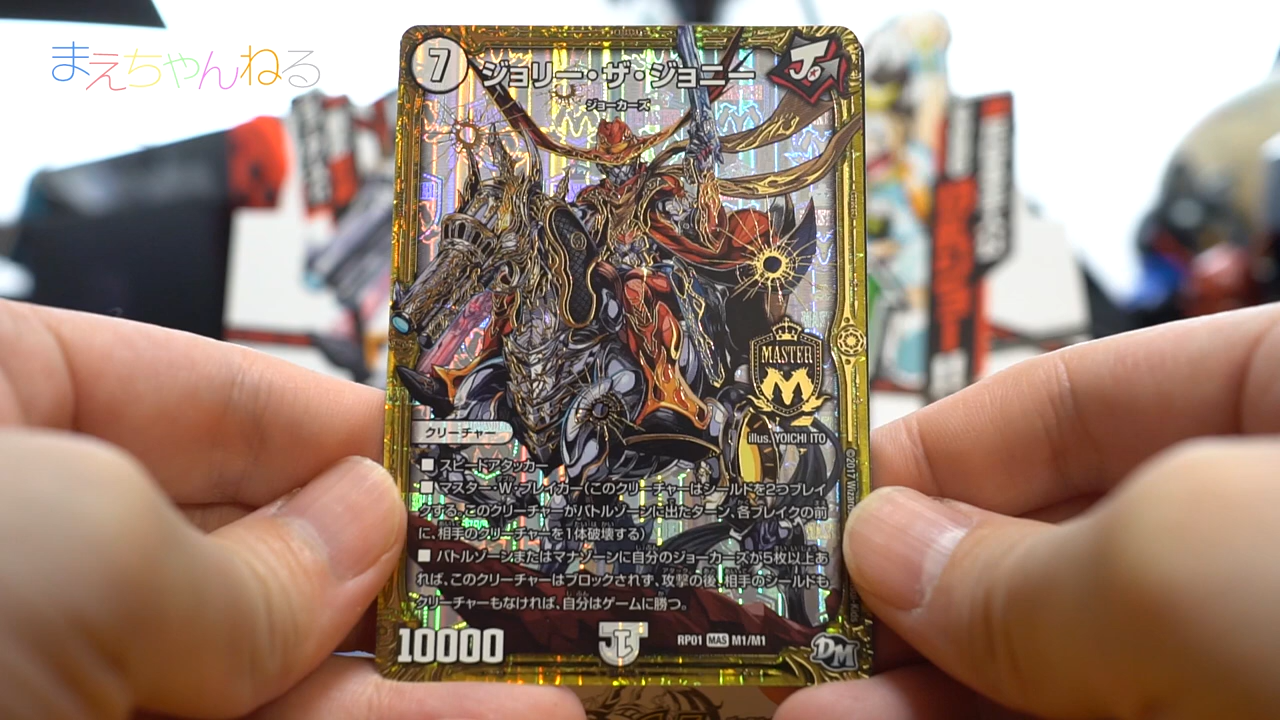 まえちゃんねる
7
ジョリー・ザ・ジョニー
J
ジョーカーズ
MASTER
M
クリーチャー
illus. YOICHI ITO
■ スピードアタッカー
■ マスター・W・ブレイカー(このクリーチャーはシールドを2つブレイ
クする。このクリーチャーがバトルゾーンに出たターン、各ブレイクの前
に、相手のクリーチャーを1体破壊する)
■ バトルゾーンまたはマナゾーンに自分のジョーカーズが5枚以上あ
れば、このクリーチャーはブロックされず、攻撃の後、相手のシールドも
クリーチャーもなければ、自分はゲームに勝つ。
©2017 Wizar
10000
RP01 MAS M1/M1
DM